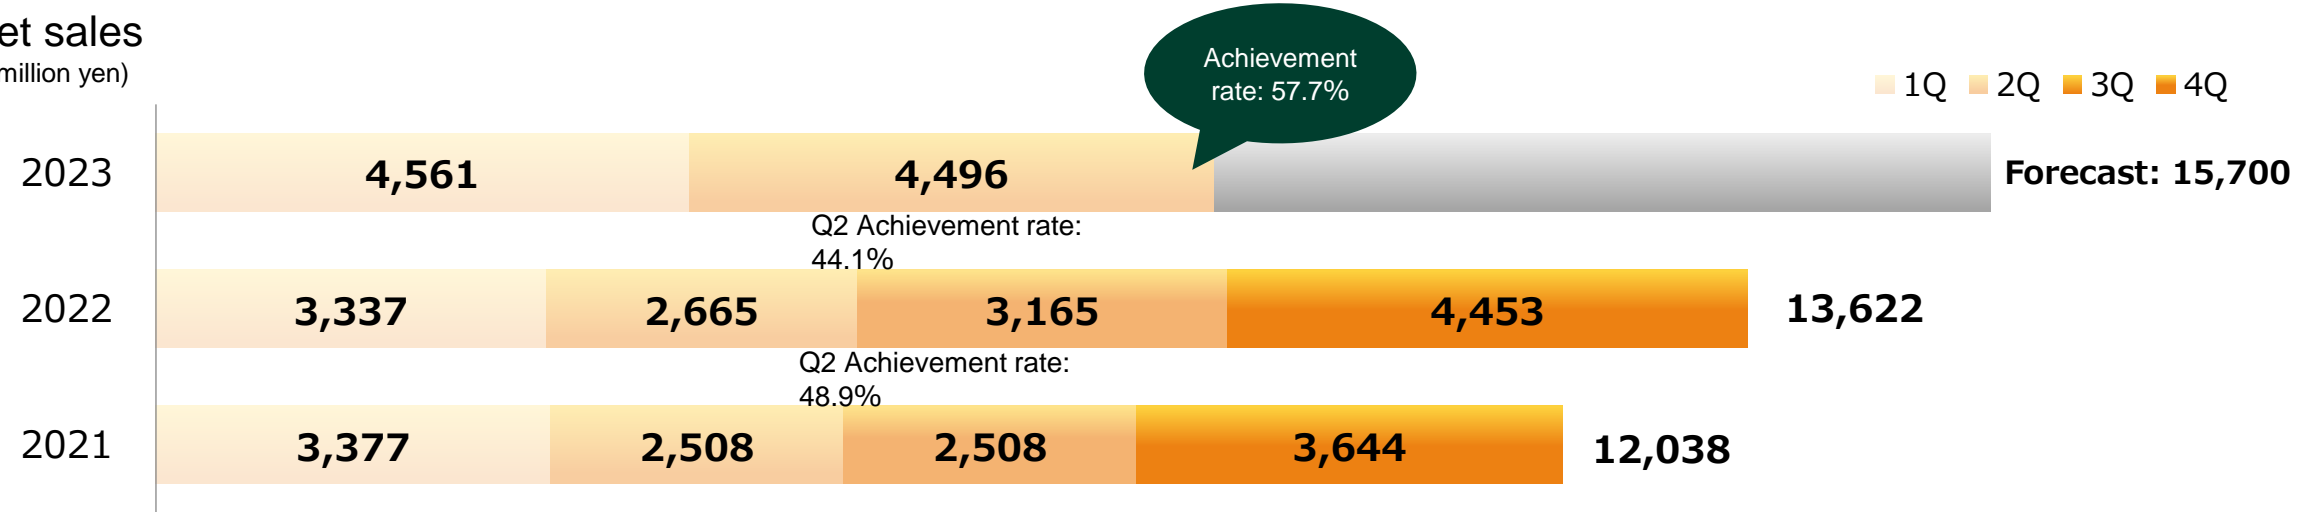 et sales
million yen)
Achievement
rate: 57.7%
1Q 2Q 3Q 4Q
2023 4,561 4,496 Forecast: 15,700
Q2 Achievement rate:
44.1%
2022 3,337 2,665 3,165 4,453 13,622
Q2 Achievement rate:
48.9%
2021 3,377 2,508 2,508 3,644 12,038